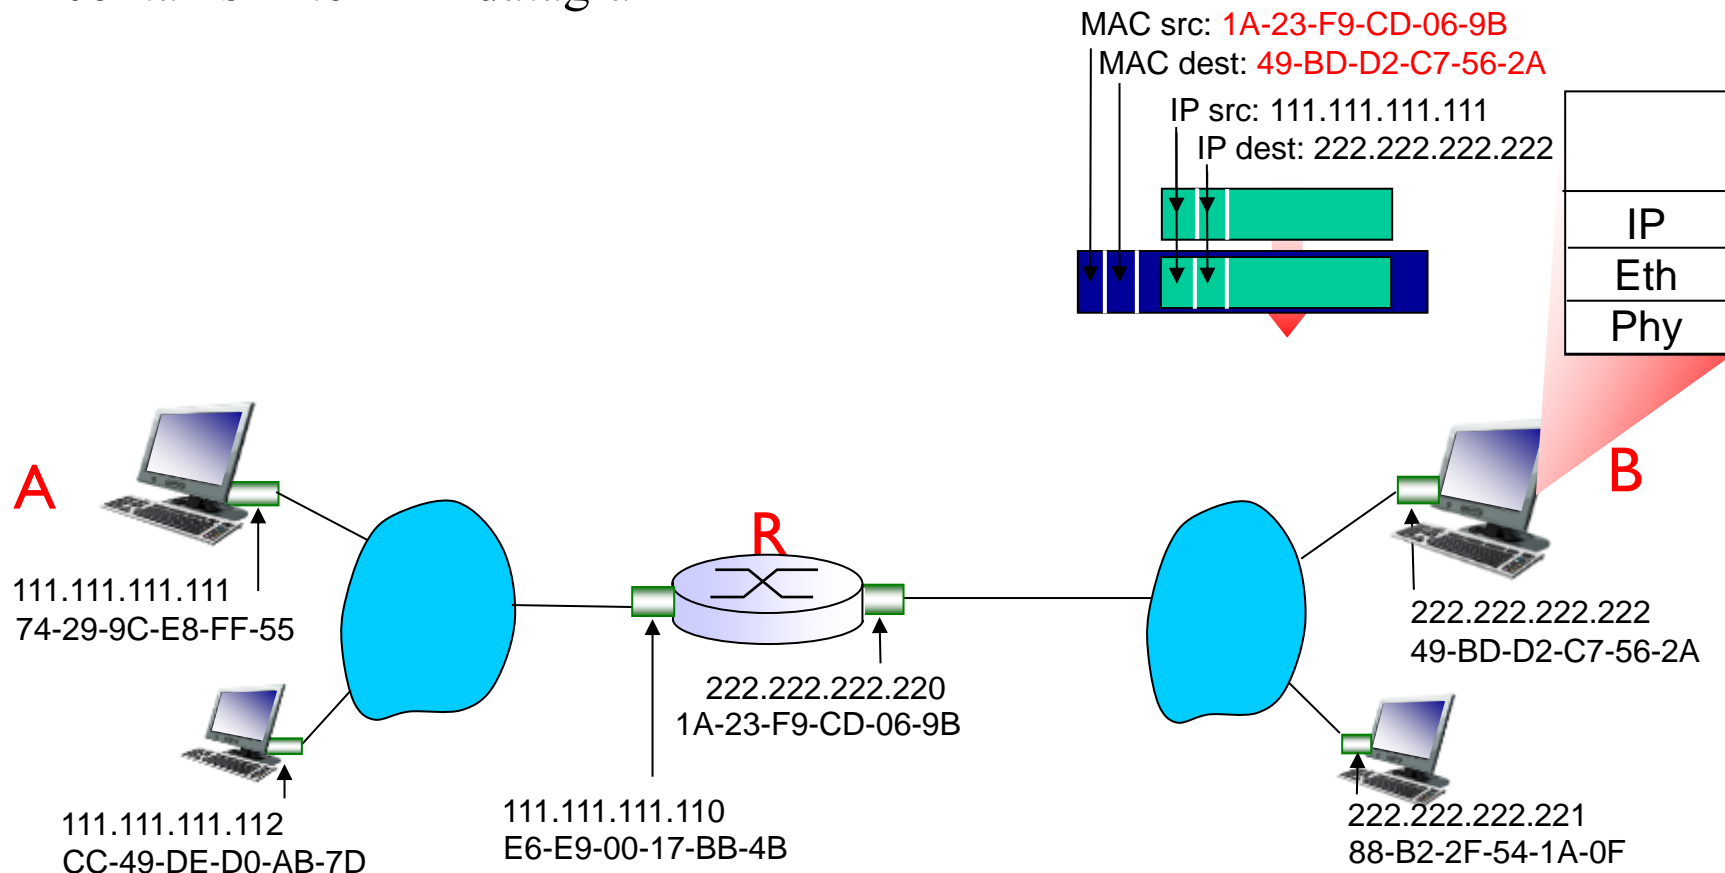 MAC src: 1A-23-F9-CD-06-9B
MAC dest: 49-BD-D2-C7-56-2A
IP src: 111.111.111.111
IP dest: 222.222.222.222
IP
Eth
Phy
A
R
B
111.111.111.111
74-29-9C-E8-FF-55
222.222.222.222
49-BD-D2-C7-56-2A
222.222.222.220
1A-23-F9-CD-06-9B
111.111.111.112
CC-49-DE-D0-AB-7D
111.111.111.110
E6-E9-00-17-BB-4B
222.222.222.221
88-B2-2F-54-1A-0F